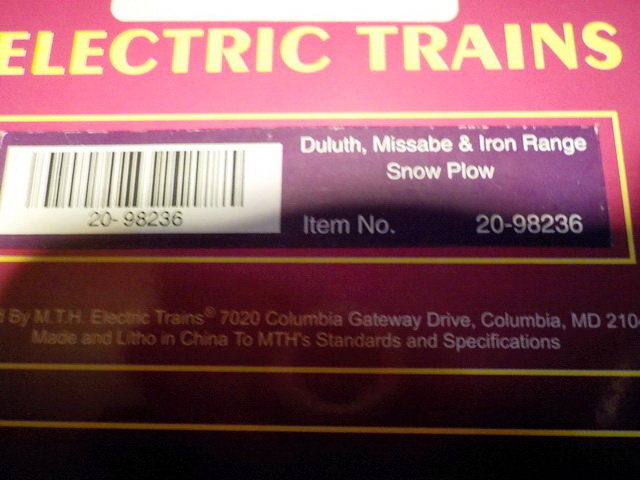 ELECTRIC TRAINS
Duluth, Missabe & Iron Range
Snow Plow
20-98236
Item No. 20-98236
By M.T.H. Electric Trains® 7020 Columbia Gateway Drive, Columbia, MD 2104
Made and Litho in China To MTH's Standards and Specifications